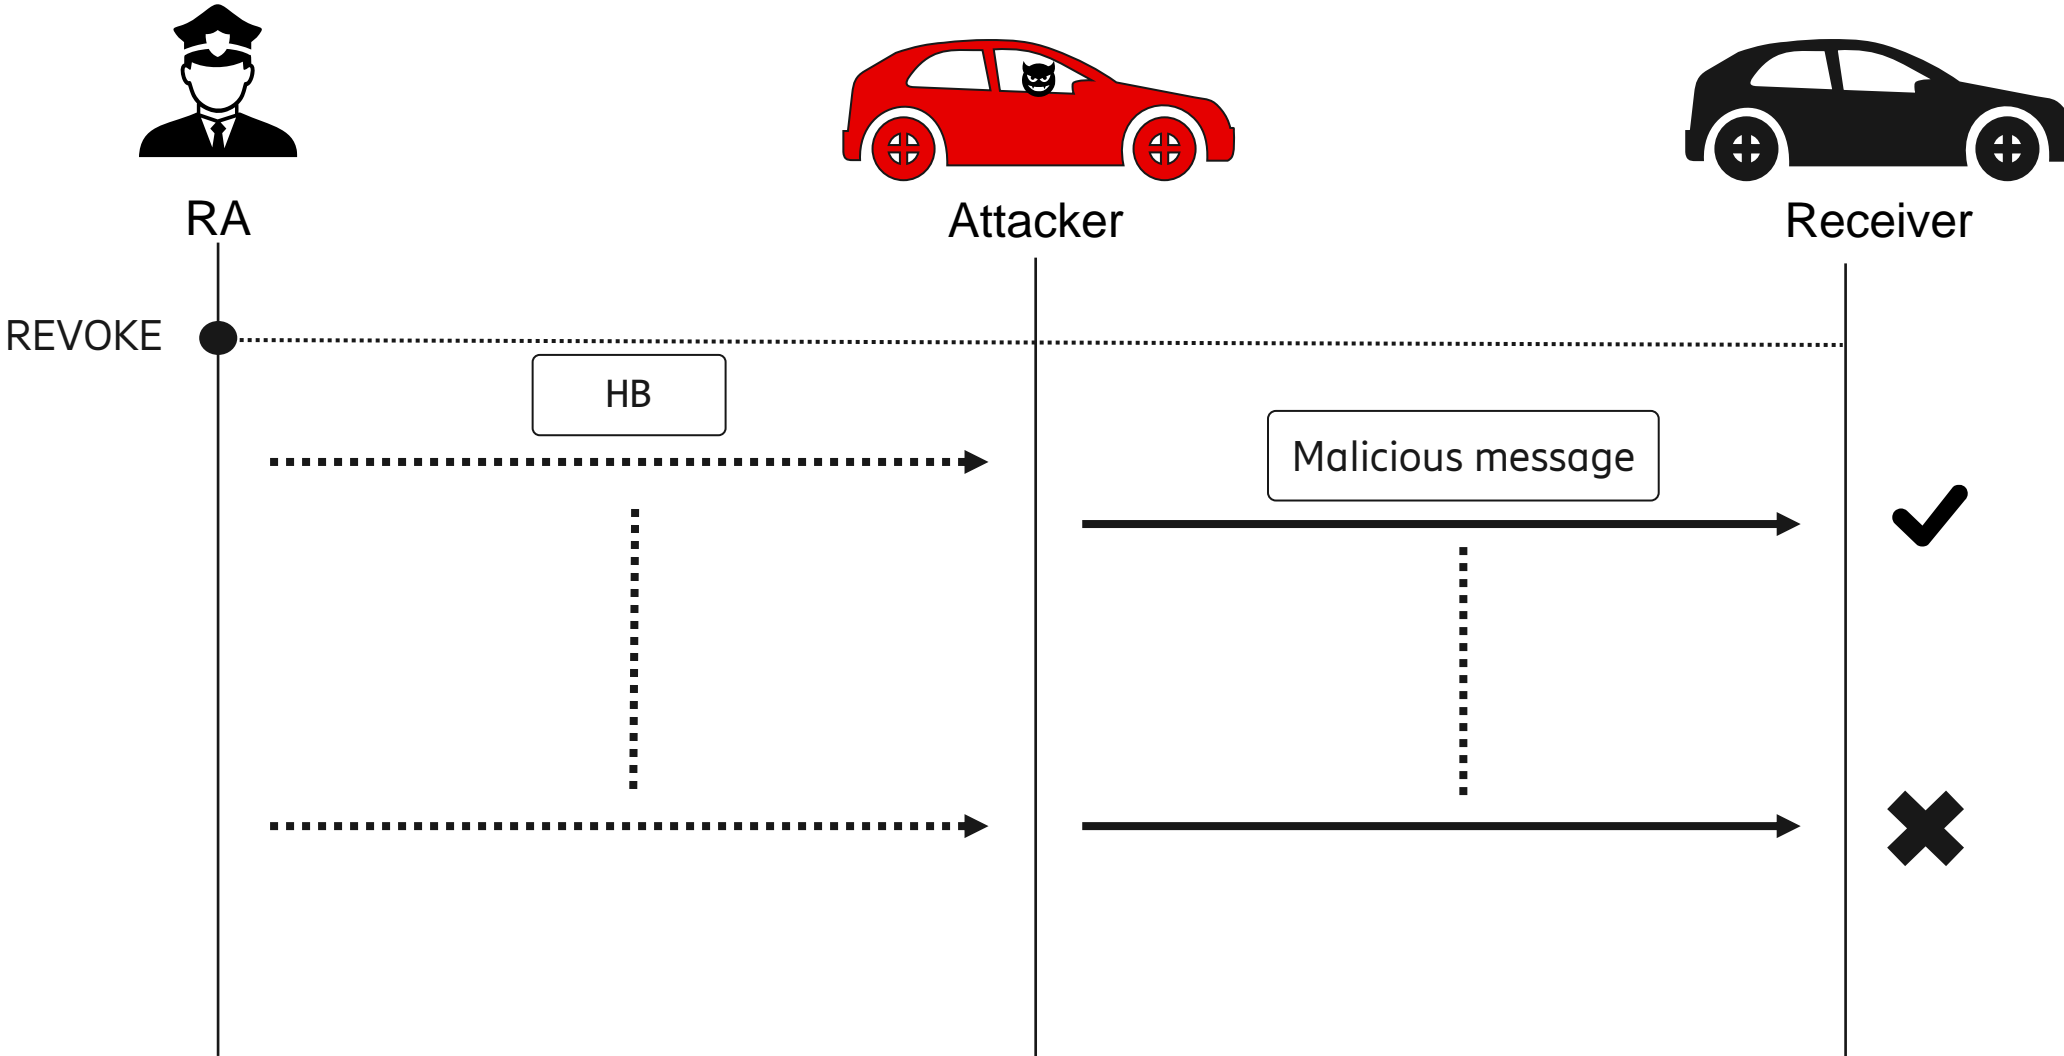 RA
Attacker
Receiver
REVOKE
HB
Malicious message